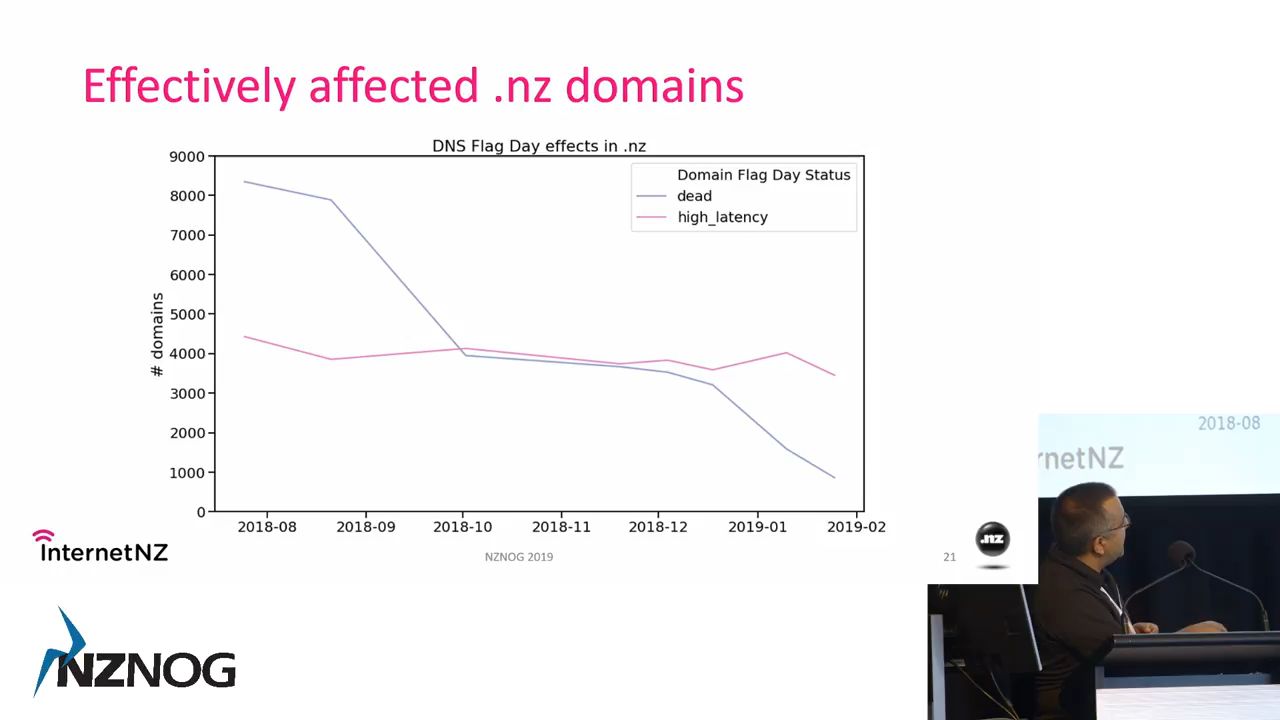 Effectively affected .nz domains
DNS Flag Day effects in .nz
Domain Flag Day Status
dead
high_latency
# domains
9000
8000
7000
6000
5000
4000
3000
2000
1000
0
2018-08
2018-09
2018-10
2018-11
2018-12
2019-01
2019-02
InternetNZ
NZNOG 2019
21
.nz
2018-08
rnetNZ
NZNOG